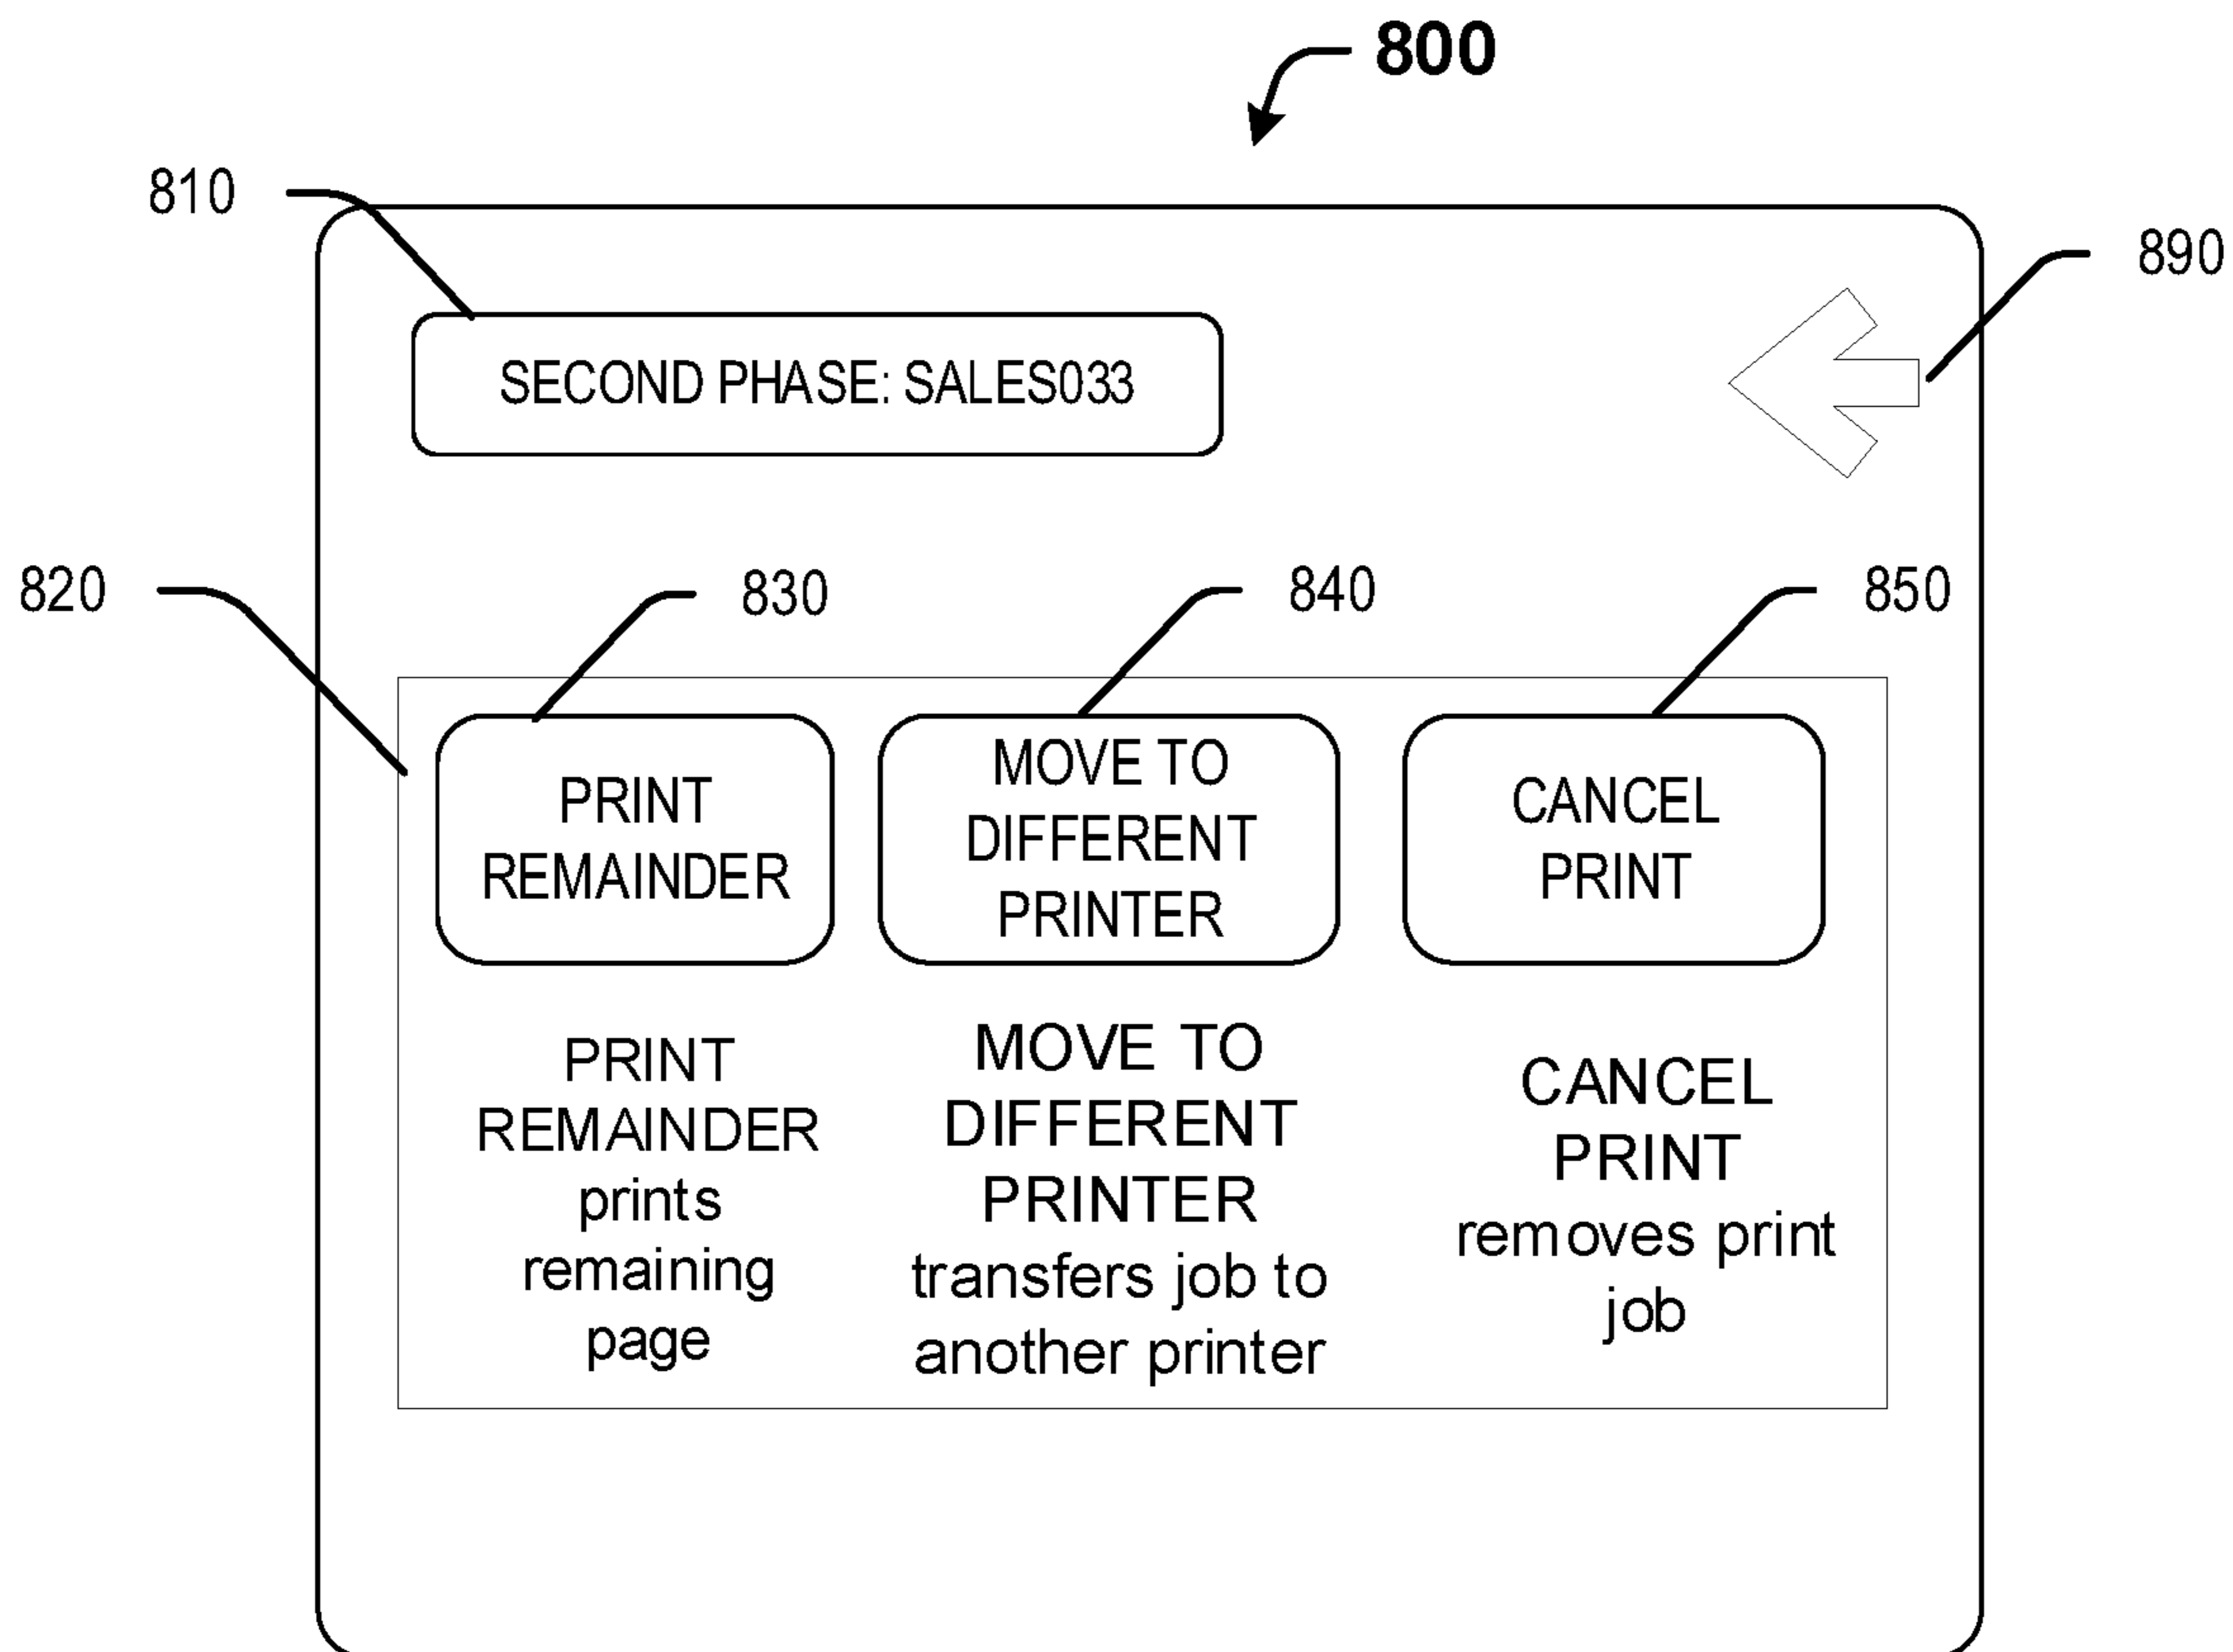 800
810
890
SECOND PHASE: SALES033
820
830
840
850
PRINT
REMAINDER
MOVE TO
DIFFERENT
PRINTER
CANCEL
PRINT
PRINT
REMAINDER
prints
remaining
page
MOVE TO
DIFFERENT
PRINTER
transfers job to
another printer
CANCEL
PRINT
removes print
job